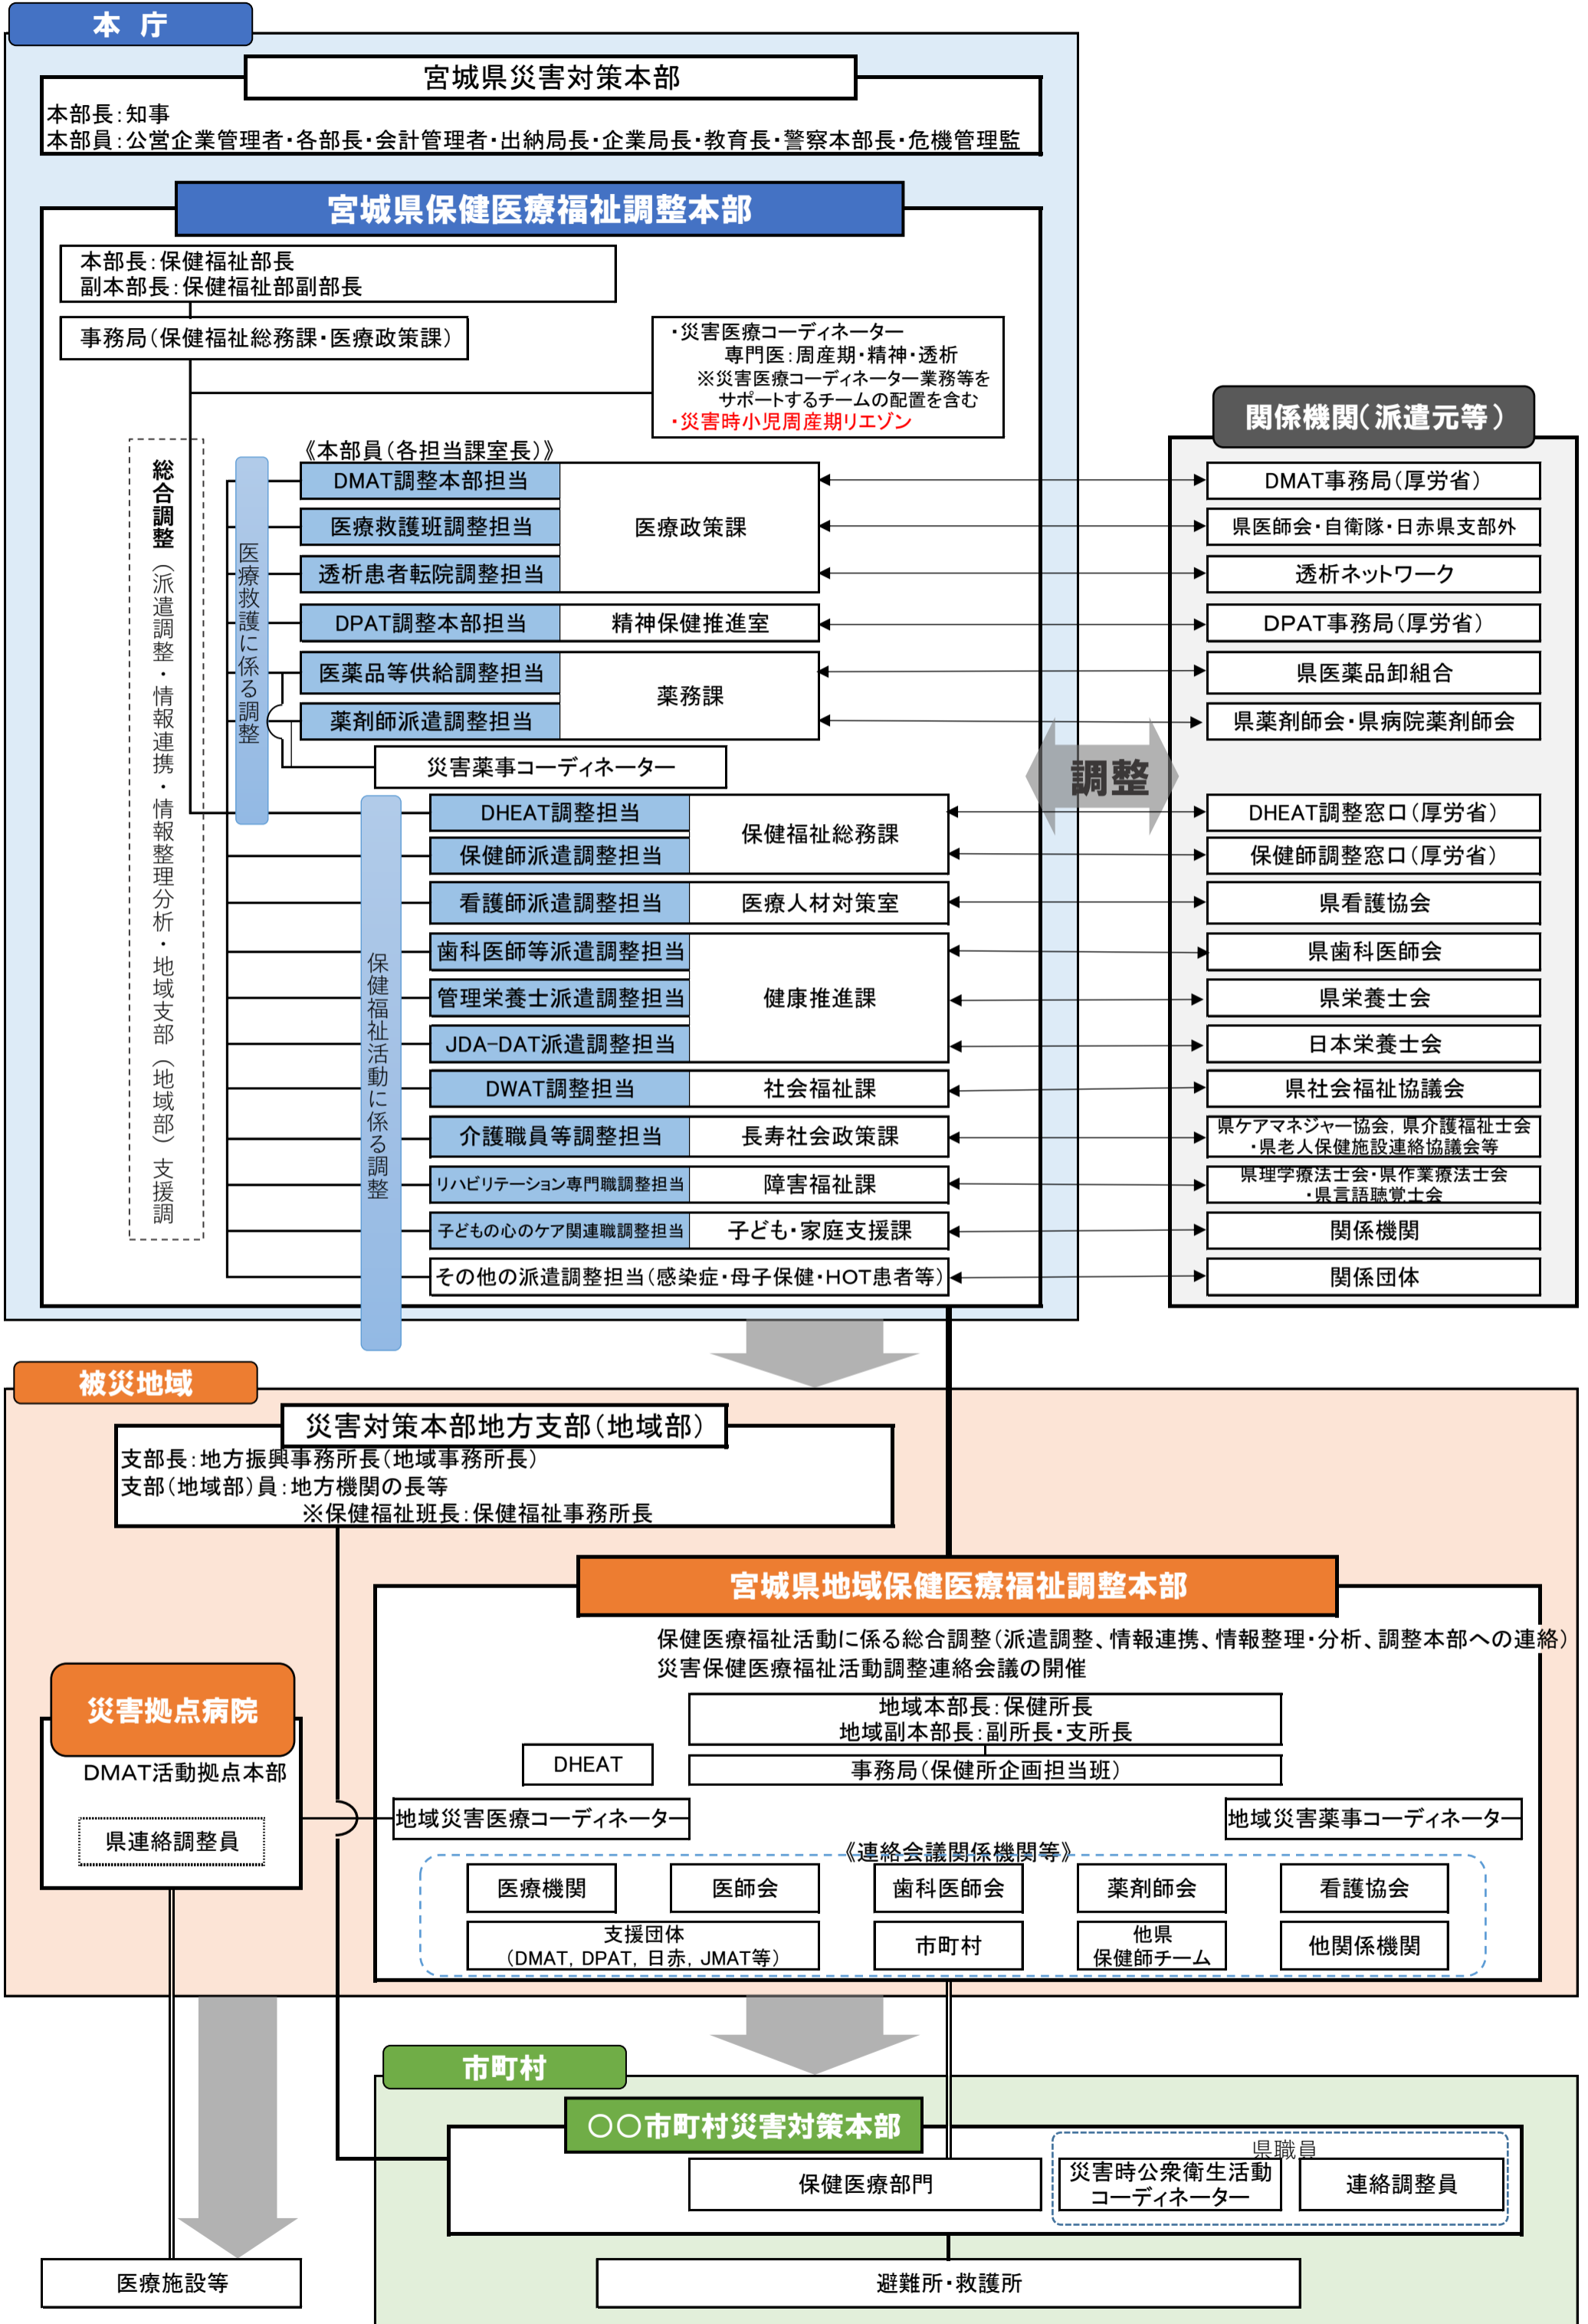 本 庁
宮城県災害対策本部
本部長：知事
本部員：公営企業管理者・各部長・会計管理者・出納局長・企業局長・教育長・警察本部長・危機管理監
宮城県保健医療福祉調整本部
本部長：保健福祉部長
副本部長：保健福祉部副部長
事務局（保健福祉総務課・医療政策課）
・災害医療コーディネーター
専門医：周産期・精神・透析
※災害医療コーディネーター業務等を
サポートするチームの配置を含む
・災害時小児周産期リエゾン
総合調整（派遣調整・情報連携・情報整理分析・地域支部（地域部）支援調
医療救護に係る調整
《本部員（各担当課室長）》
DMAT調整本部担当
医療救護班調整担当
透析患者転院調整担当
医療政策課
DPAT調整本部担当
精神保健推進室
医薬品等供給調整担当
薬剤師派遣調整担当
薬務課
災害薬事コーディネーター
保健福祉活動に係る調整
DHEAT調整担当
保健師派遣調整担当
保健福祉総務課
看護師派遣調整担当
医療人材対策室
歯科医師等派遣調整担当
管理栄養士派遣調整担当
JDA-DAT派遣調整担当
健康推進課
DWAT調整担当
社会福祉課
介護職員等調整担当
長寿社会政策課
リハビリテーション専門職調整担当
障害福祉課
子どもの心のケア関連職調整担当
子ども・家庭支援課
その他の派遣調整担当（感染症・母子保健・HOT患者等）
調整
関係機関（派遣元等）
DMAT事務局（厚労省）
県医師会・自衛隊・日赤県支部外
透析ネットワーク
DPAT事務局（厚労省）
県医薬品卸組合
県薬剤師会・県病院薬剤師会
DHEAT調整窓口（厚労省）
保健師調整窓口（厚労省）
県看護協会
県歯科医師会
県栄養士会
日本栄養士会
県社会福祉協議会
県ケアマネジャー協会，県介護福祉士会
・県老人保健施設連絡協議会等
県理学療法士会・県作業療法士会
・県言語聴覚士会
関係機関
関係団体
被災地域
災害対策本部地方支部（地域部）
支部長：地方振興事務所長（地域事務所長）
支部（地域部）員：地方機関の長等
※保健福祉班長：保健福祉事務所長
宮城県地域保健医療福祉調整本部
保健医療福祉活動に係る総合調整（派遣調整、情報連携、情報整理・分析、調整本部への連絡）
災害保健医療福祉活動調整連絡会議の開催
地域本部長：保健所長
地域副本部長：副所長・支所長
DHEAT
事務局（保健所企画担当班）
災害拠点病院
DMAT活動拠点本部
県連絡調整員
地域災害医療コーディネーター
地域災害薬事コーディネーター
《連絡会議関係機関等》
医療機関
医師会
歯科医師会
薬剤師会
看護協会
支援団体
（DMAT，DPAT，日赤，JMAT等）
市町村
他県
保健師チーム
他関係機関
市町村
〇〇市町村災害対策本部
保健医療部門
県職員
災害時公衆衛生活動
コーディネーター
連絡調整員
医療施設等
避難所・救護所